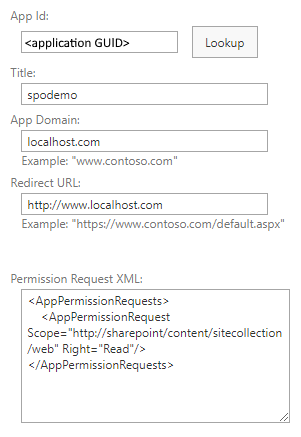 App Id:
<application GUID>
Lookup
Title:
spodemo
App Domain:
localhost.com
Example: "www.contoso.com"
Redirect URL:
http://www.localhost.com
Example: "https://www.contoso.com/default.aspx"
Permission Request XML:
<AppPermissionRequests>
<AppPermissionRequest
Scope="http://sharepoint/content/sitecollection
/web" Right="Read"/>
</AppPermissionRequests>